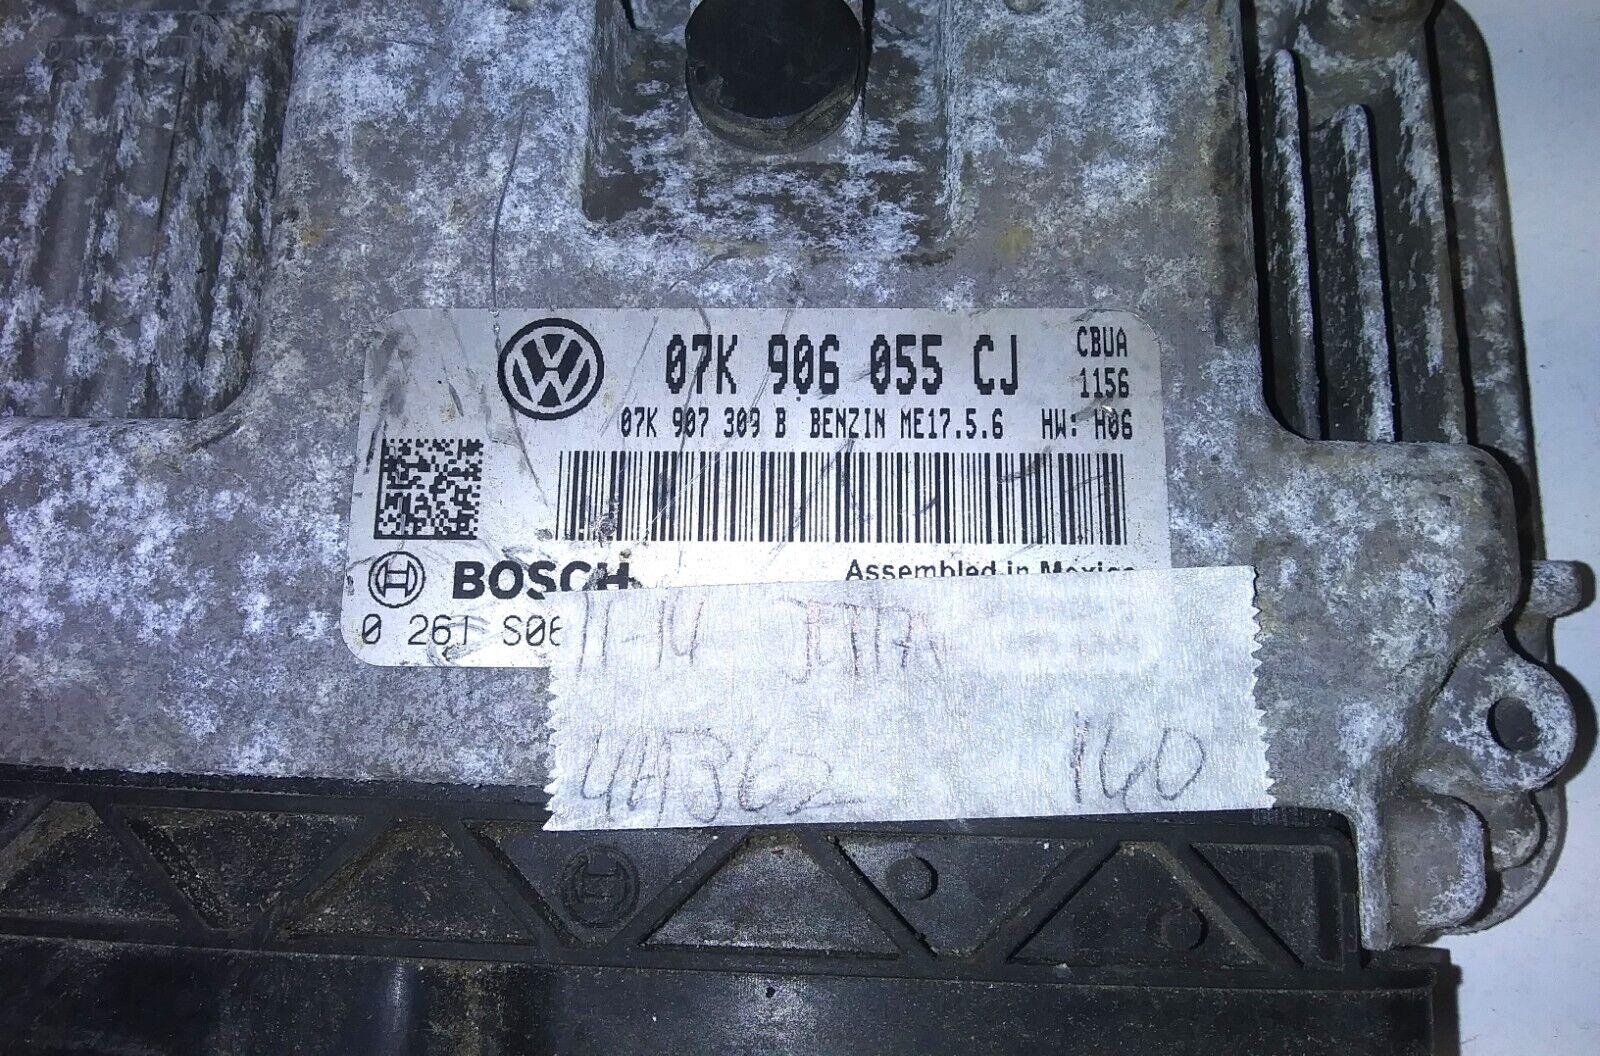 07K 906 055 CJ CBUA
1156
07K 907 309 B BENZIN ME17.5.6 HW: H06
BOSCH Assembled in Mexico
0 261 S06
11-14 JETTA
160